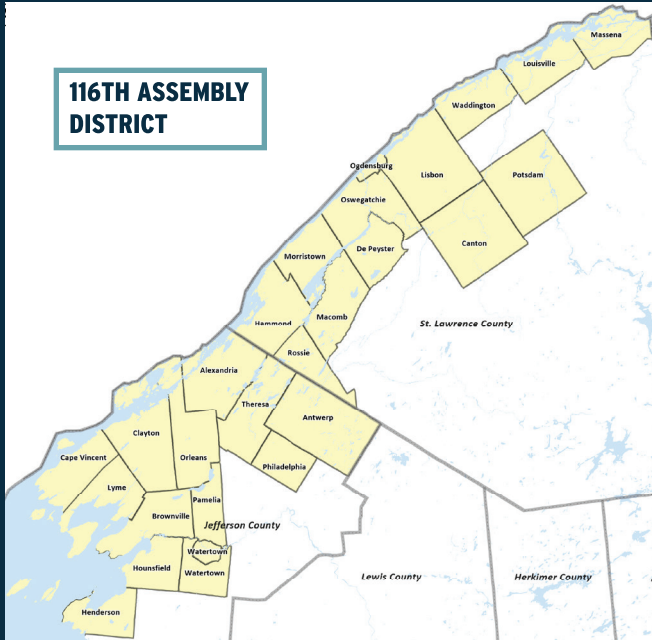 116TH ASSEMBLY
DISTRICT
Massena
Louisville
Waddington
Ogdensburg
Lisbon
Potsdam
Oswegatchie
Canton
De Peyster
Morristown
Macomb
Hammond
St. Lawrence County
Rossie
Alexandria
Theresa
Antwerp
Clayton
Cape Vincent
Orleans
Philadelphia
Lyme
Pamelia
Brownville
Jefferson County
Watertown
Hounsfield
Watertown
Lewis County
Herkimer County
Henderson